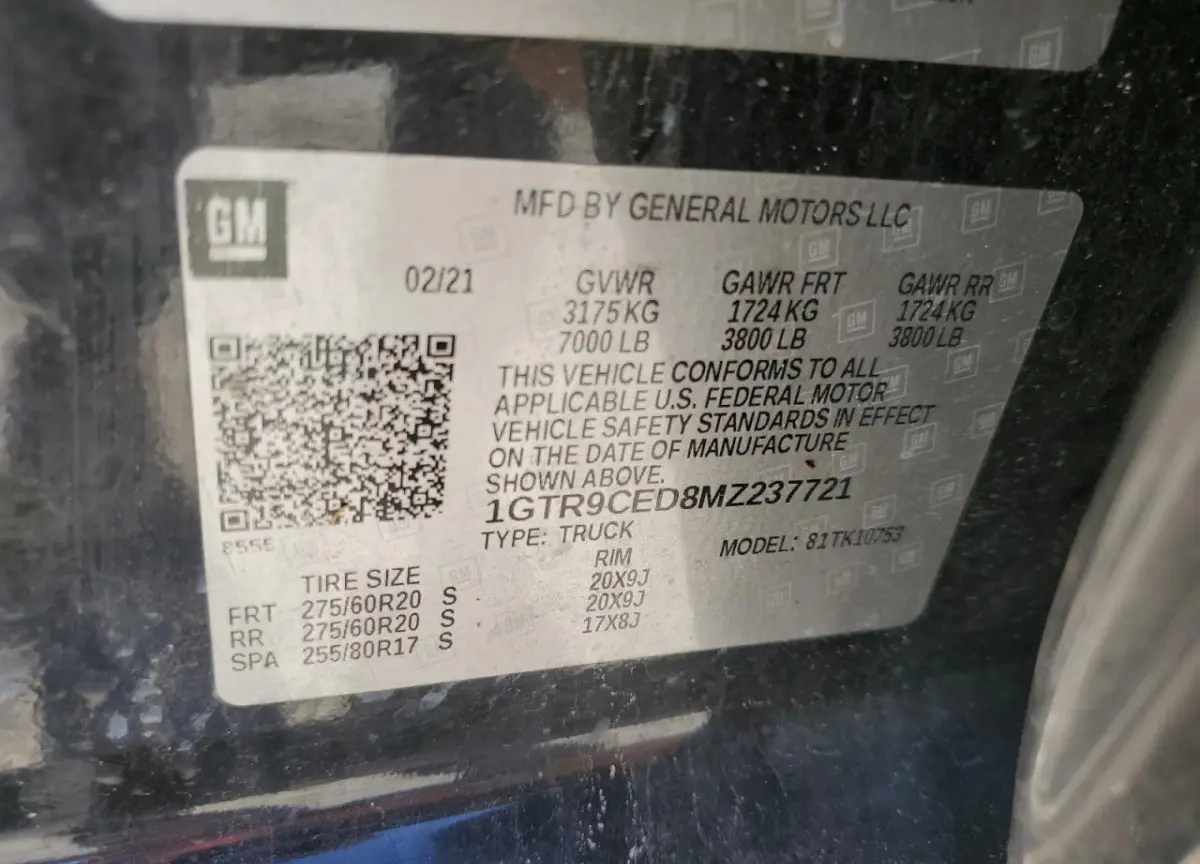 GM
MFD BY GENERAL MOTORS LLC
02/21 GVWR GAWR FRT GAWR RR
3175KG 1724KG 1724KG
7000 LB 3800 LB 3800 LB
THIS VEHICLE CONFORMS TO ALL
APPLICABLE U.S. FEDERAL MOTOR
VEHICLE SAFETY STANDARDS IN EFFECT
ON THE DATE OF MANUFACTURE
SHOWN ABOVE.
1GTR9CED8MZ237721
8555
TYPE: TRUCK MODEL: 81TK10753
TIRE SIZE RIM
FRT 275/60R20 S 20X9J
RR 275/60R20 S 20X9J
SPA 255/80R17 S 17X8J